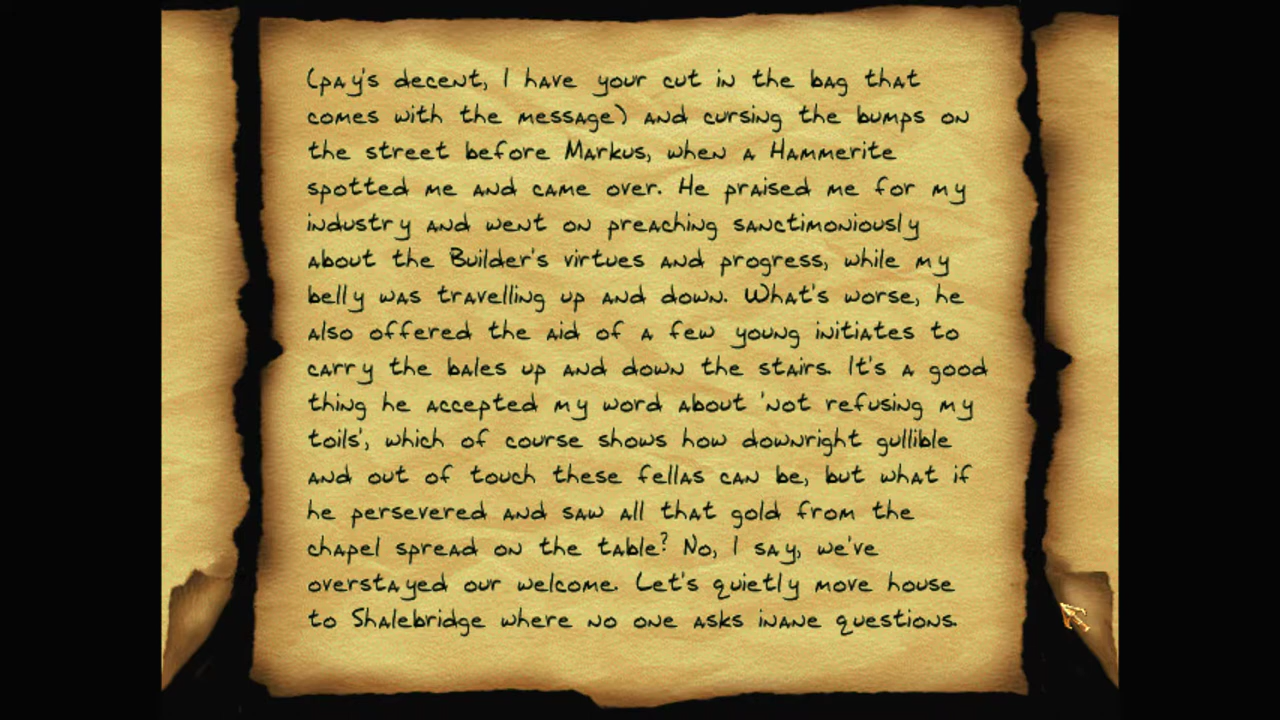 (pay's decent, I have your cut in the bag that
comes with the message) and cursing the bumps on
the street before Markus, when a Hammerite
spotted me and came over. He praised me for my
industry and went on preaching sanctimoniously
about the Builder's virtues and progress, while my
belly was travelling up and down. What's worse, he
also offered the aid of a few young initiates to
carry the bales up and down the stairs. It's a good
thing he accepted my word about 'not refusing my
toils', which of course shows how downright gullible
and out of touch these fellas can be, but what if
he persevered and saw all that gold from the
chapel spread on the table? No, I say, we've
overstayed our welcome. Let's quietly move house
to Shalebridge where no one asks inane questions.